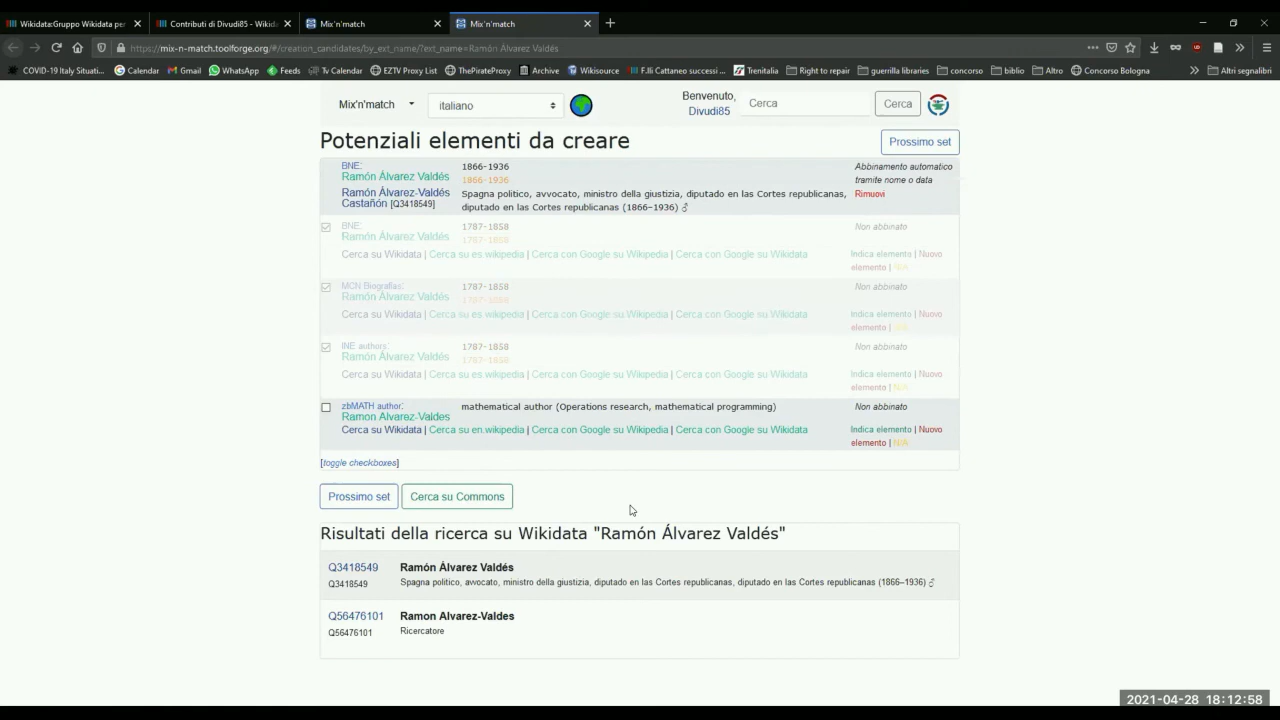 Wikidata:Gruppo Wikidata per
Contributi di Divudi85 - Wikida
Mix'n'match
Mix'n'match
https://mix-n-match.toolforge.org/#/creation_candidates/by_ext_name/?ext_name=Ramón Álvarez Valdés
COVID-19 Italy Situati...
Calendar
Gmail
WhatsApp
Feeds
Tv Calendar
EZTV Proxy List
ThePirateProxy
Archive
Wikisource
F.lli Cattaneo successi ...
Trenitalia
Right to repair
guerrilla libraries
concorso
biblio
Altro
Concorso Bologna
Altri segnalibri
Mix'n'match
italiano
Benvenuto,
Divudi85
Cerca
Cerca
Potenziali elementi da creare
Prossimo set
BNE:
Ramón Álvarez Valdés
1866-1936
1866-1936
Abbinamento automatico
tramite nome o data
Ramón Álvarez-Valdés
Castañón [Q3418549]
Spagna politico, avvocato, ministro della giustizia, diputado en las Cortes republicanas,
diputado en las Cortes republicanas (1866–1936) ♂
Rimuovi
BNE:
Ramón Álvarez Valdés
1787-1858
1787-1858
Non abbinato
Cerca su Wikidata | Cerca su es wikipedia | Cerca con Google su Wikipedia | Cerca con Google su Wikidata
Indica elemento | Nuovo
elemento | N/A
MCN Biografías:
Ramón Álvarez Valdés
1787-1858
1787-1858
Non abbinato
Cerca su Wikidata | Cerca su es wikipedia | Cerca con Google su Wikipedia | Cerca con Google su Wikidata
Indica elemento | Nuovo
elemento | N/A
INE authors:
Ramón Álvarez Valdés
1787-1858
1787-1858
Non abbinato
Cerca su Wikidata | Cerca su es wikipedia | Cerca con Google su Wikipedia | Cerca con Google su Wikidata
Indica elemento | Nuovo
elemento | N/A
zbMATH author:
Ramon Alvarez-Valdes
mathematical author (Operations research, mathematical programming)
Non abbinato
Cerca su Wikidata | Cerca su en wikipedia | Cerca con Google su Wikipedia | Cerca con Google su Wikidata
Indica elemento | Nuovo
elemento | N/A
[toggle checkboxes]
Prossimo set
Cerca su Commons
Risultati della ricerca su Wikidata "Ramón Álvarez Valdés"
Q3418549
Q3418549
Ramón Álvarez Valdés
Spagna politico, avvocato, ministro della giustizia, diputado en las Cortes republicanas, diputado en las Cortes republicanas (1866–1936) ♂
Q56476101
Q56476101
Ramon Alvarez-Valdes
Ricercatore
2021-04-28 18:12:58